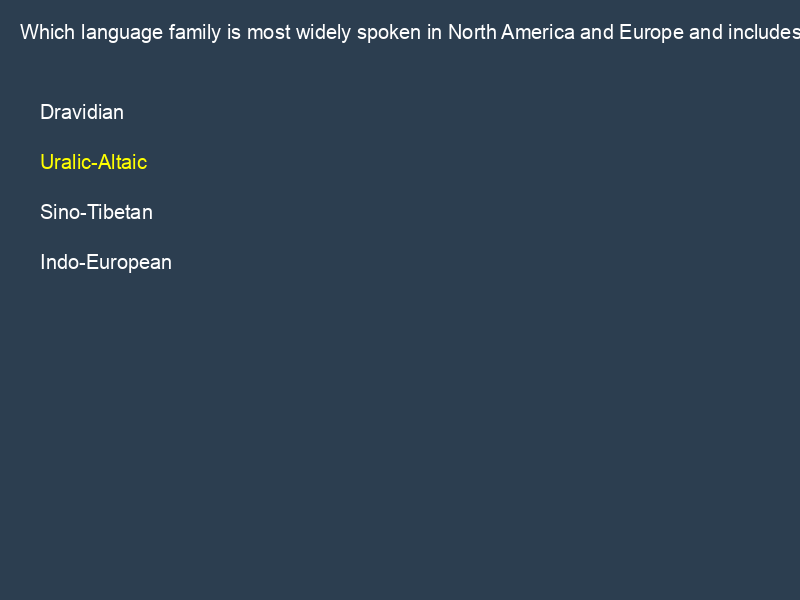 Which language family is most widely spoken in North America and Europe and includes
Dravidian
Uralic-Altaic
Sino-Tibetan
Indo-European